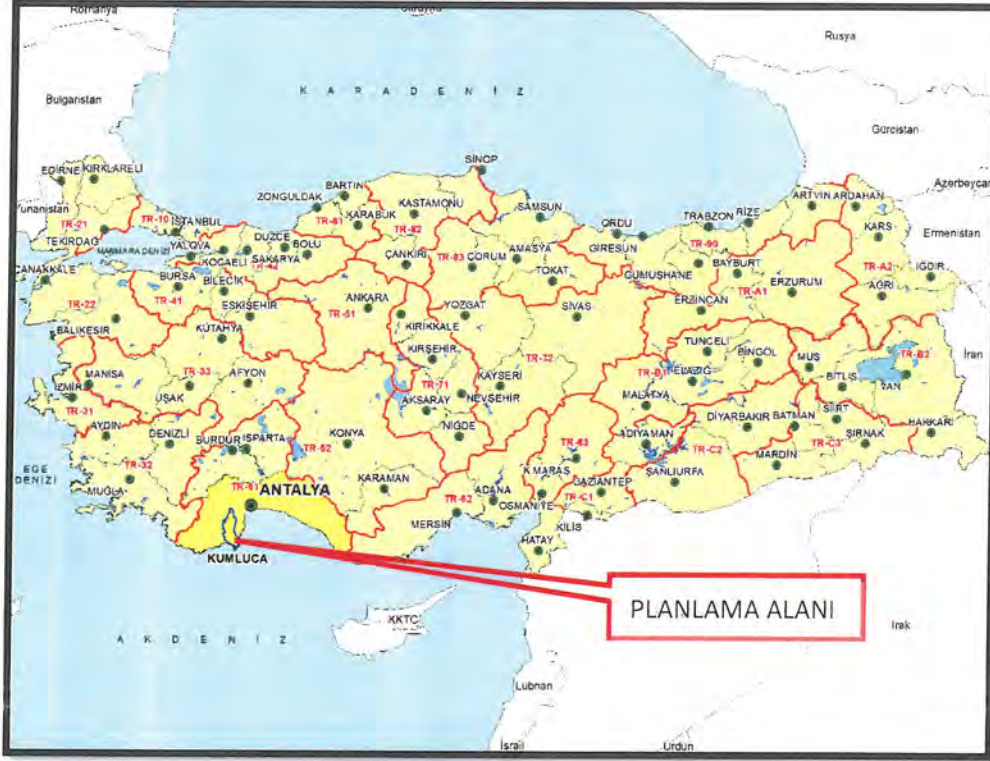 Romanya
Rusya
Bulgaristan
KARADENİZ
Gürcistan
SİNOP
EDİRNE KIRKLARELİ
BARTIN
ZONGULDAK
KASTAMONU
SAMSUN
ARTVİN ARDAHAN
Azerbeycan
Yunanistan
TR-21
TR-10
İSTANBUL
TR-81
KARABÜK
TR-82
ORDU
TRABZON
RİZE
KARS
TEKİRDAĞ
MARMARA DENİZİ
YALOVA
DÜZCE
BOLU
AMASYA
GİRESUN
TR-90
Ermenistan
KOCAELİ
SAKARYA
TR-42
ÇANKIRI
TR-83
ÇORUM
TOKAT
GÜMÜŞHANE
BAYBURT
TR-A2
IĞDIR
ÇANAKKALE
BURSA
BİLECİK
ANKARA
YOZGAT
SİVAS
ERZİNCAN
TR-A1
ERZURUM
AĞRI
TR-22
TR-41
ESKİŞEHİR
TR-51
KIRIKKALE
BALIKESİR
KÜTAHYA
KIRŞEHİR
TR-72
TUNCELİ
BİNGÖL
MUŞ
TR-B2
İran
MANİSA
TR-33
AFYON
TR-71
KAYSERİ
TR-B1
ELAZIĞ
BİTLİS
VAN
İZMİR
UŞAK
AKSARAY
NEVŞEHİR
MALATYA
TR-31
AYDIN
DENİZLİ
BURDUR
ISPARTA
KONYA
NİĞDE
DİYARBAKIR
BATMAN
SİİRT
HAKKARİ
EGE
DENİZİ
TR-32
TR-52
TR-63
ADIYAMAN
TR-C2
TR-C3
ŞIRNAK
MUĞLA
KARAMAN
K.MARAŞ
ŞANLIURFA
MARDİN
TR-61
ANTALYA
ADANA
GAZİANTEP
MERSİN
TR-62
OSMANİYE
TR-C1
KİLİS
KUMLUCA
HATAY
PLANLAMA ALANI
KKTC
AKDENİZ
Irak
Lubnan
İsrail
Ürdün